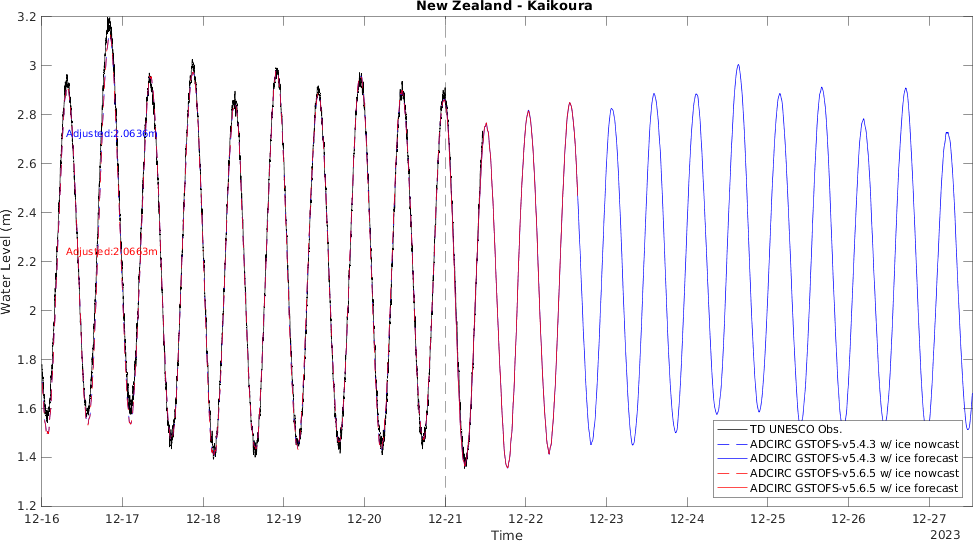 New Zealand - Kaikoura
3.2
3
2.8
2.6
2.4
2.2
2
1.8
1.6
1.4
1.2
Water Level (m)
Adjusted:2.0636m
Adjusted:2.0663m
TD UNESCO Obs.
ADCIRC GSTOFS-v5.4.3 w/ ice nowcast
ADCIRC GSTOFS-v5.4.3 w/ ice forecast
ADCIRC GSTOFS-v5.6.5 w/ ice nowcast
ADCIRC GSTOFS-v5.6.5 w/ ice forecast
12-16 12-17 12-18 12-19 12-20 12-21 12-22 12-23 12-24 12-25 12-26 12-27
2023
Time